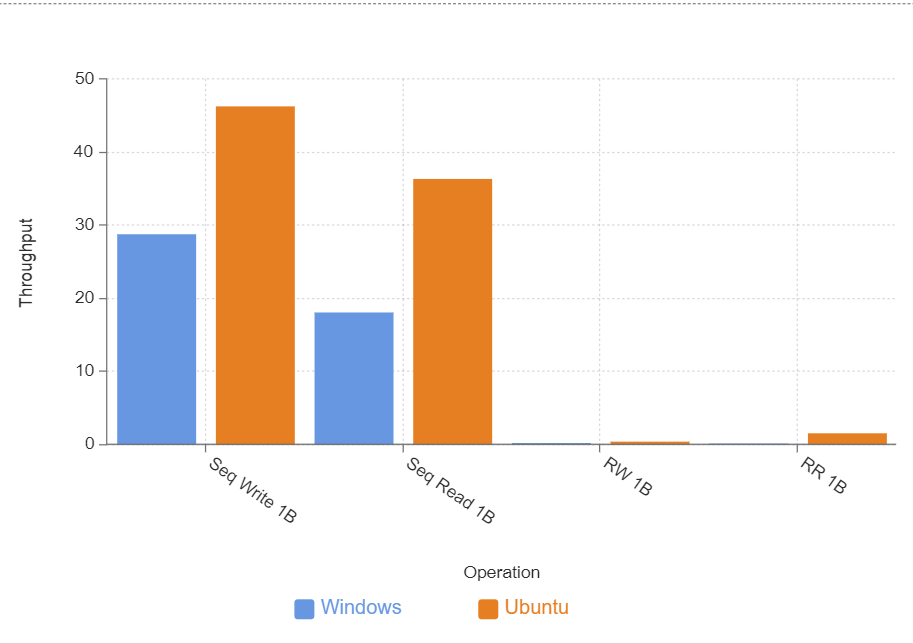 50
40
30
20
10
0
Throughput
Seq Write 1B
Seq Read 1B
RW 1B
RR 1B
Operation
Windows
Ubuntu